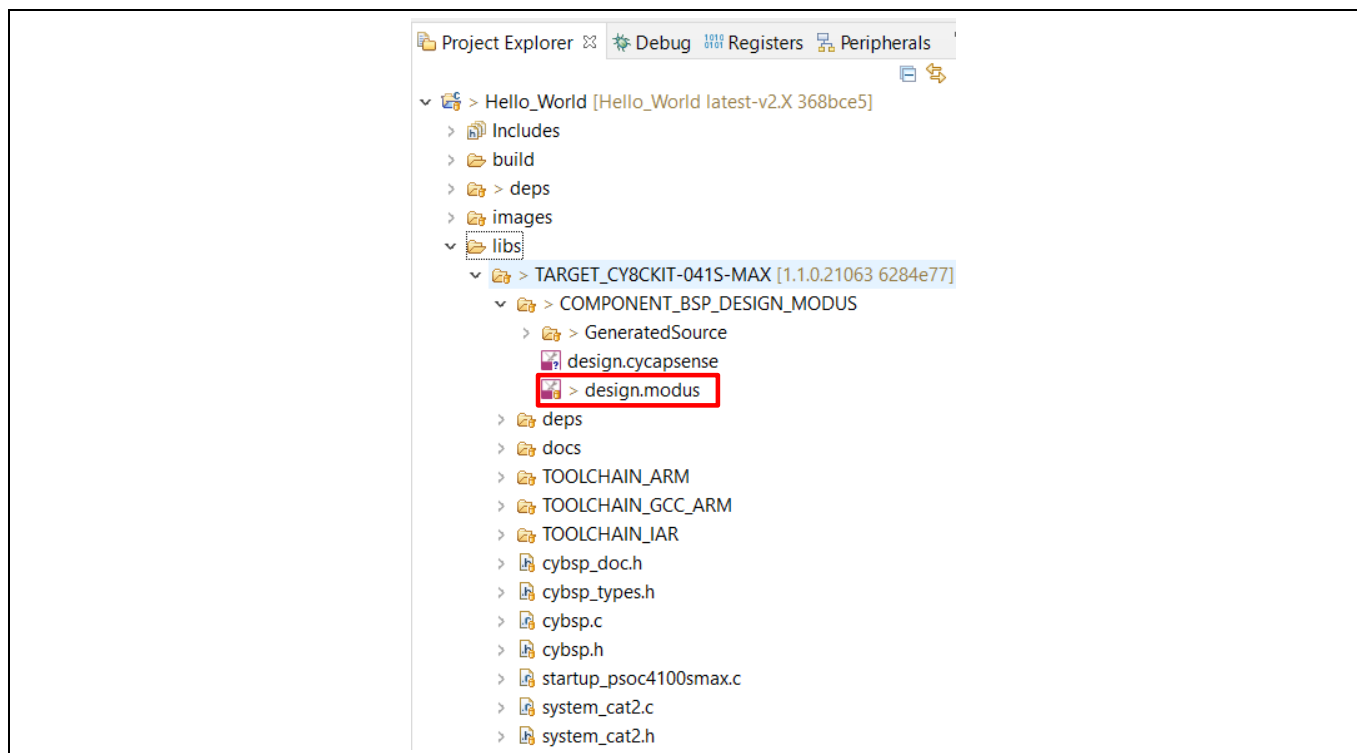 Project Explorer Debug Registers Peripherals
> Hello_World [Hello_World latest-v2.X 368bce5]
Includes
build
> deps
images
libs
> TARGET_CY8CKIT-041S-MAX [1.1.0.21063 6284e77]
> COMPONENT_BSP_DESIGN_MODUS
> GeneratedSource
design.cycapsense
> design.modus
deps
docs
TOOLCHAIN_ARM
TOOLCHAIN_GCC_ARM
TOOLCHAIN_IAR
cybsp_doc.h
cybsp_types.h
cybsp.c
cybsp.h
startup_psoc4100smax.c
system_cat2.c
system_cat2.h